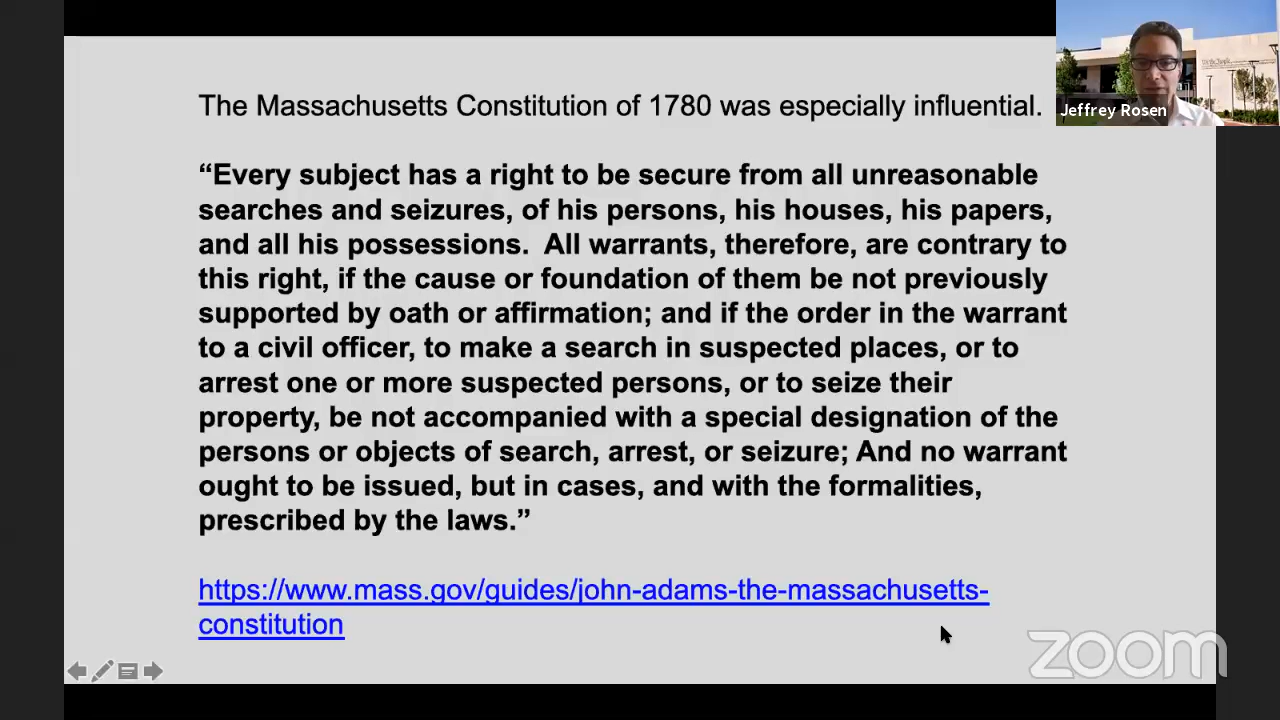 The Massachusetts Constitution of 1780 was especially influential.
Jeffrey Rosen
“Every subject has a right to be secure from all unreasonable
searches and seizures, of his persons, his houses, his papers,
and all his possessions.  All warrants, therefore, are contrary to
this right, if the cause or foundation of them be not previously
supported by oath or affirmation; and if the order in the warrant
to a civil officer, to make a search in suspected places, or to
arrest one or more suspected persons, or to seize their
property, be not accompanied with a special designation of the
persons or objects of search, arrest, or seizure; And no warrant
ought to be issued, but in cases, and with the formalities,
prescribed by the laws.”
https://www.mass.gov/guides/john-adams-the-massachusetts-
constitution
zoom